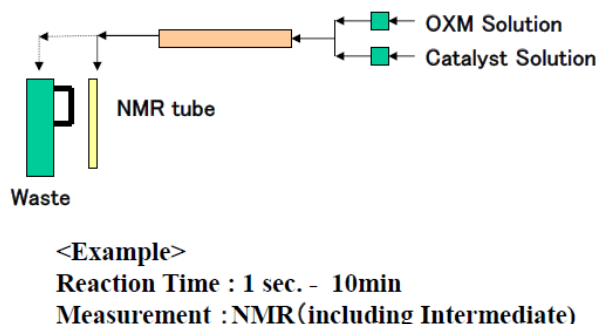 OXM Solution
Catalyst Solution
NMR tube
Waste
<Example>
Reaction Time : 1 sec. - 10min
Measurement : NMR(including Intermediate)